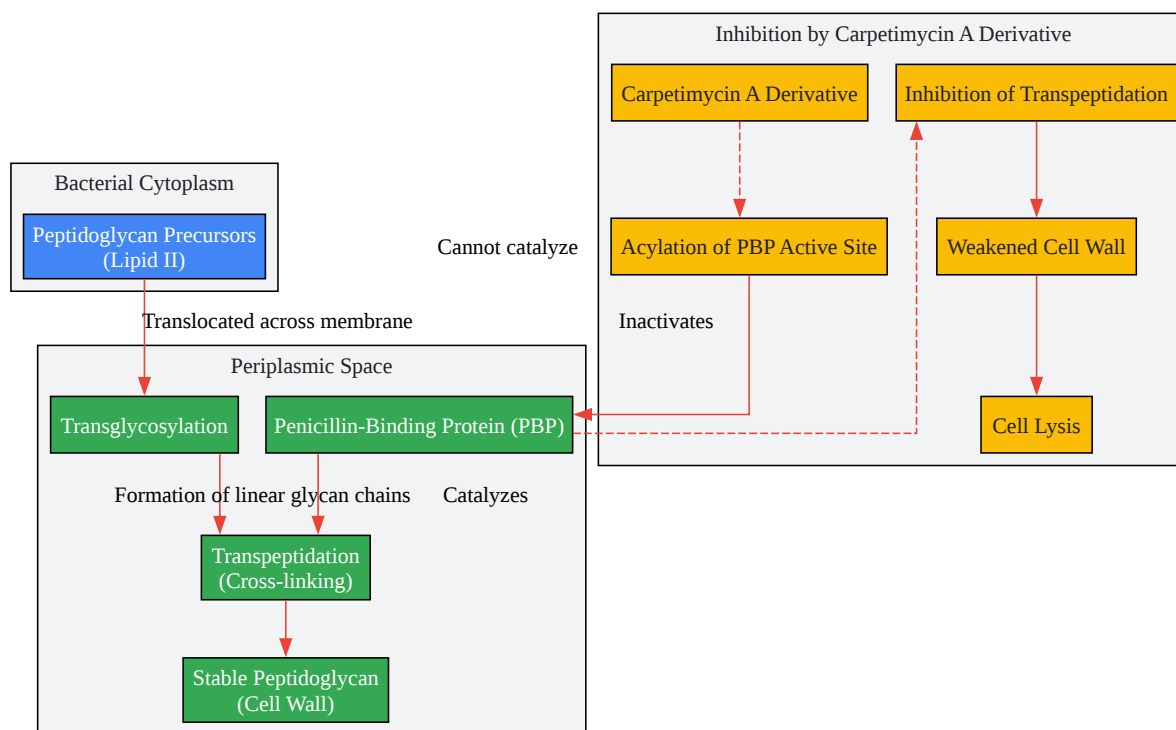 Inhibition by Carpetimycin A Derivative
Carpetimycin A Derivative
Inhibition of Transpeptidation
Bacterial Cytoplasm
Peptidoglycan Precursors
(Lipid II)
Cannot catalyze
Acylation of PBP Active Site
Weakened Cell Wall
Translocated across membrane
Inactivates
Periplasmic Space
Transglycosylation
Penicillin-Binding Protein (PBP)
Cell Lysis
Formation of linear glycan chains
Catalyzes
Transpeptidation
(Cross-linking)
Stable Peptidoglycan
(Cell Wall)